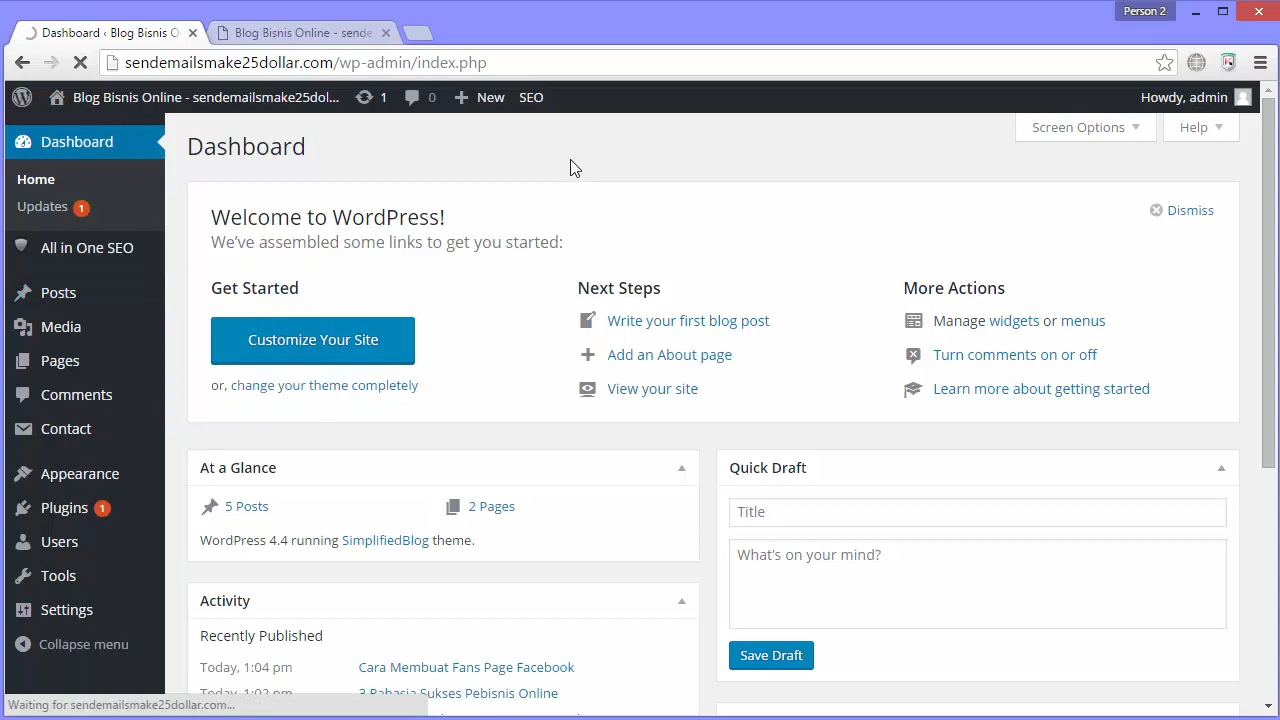 Person 2
Dashboard ‹ Blog Bisnis O
Blog Bisnis Online - sende
sendemailsmake25dollar.com/wp-admin/index.php
Blog Bisnis Online - sendemailsmake25dol... 1 0 New SEO
Howdy, admin
Dashboard
Home
Updates 1
All in One SEO
Posts
Media
Pages
Comments
Contact
Appearance
Plugins 1
Users
Tools
Settings
Collapse menu
Screen Options
Help
Dashboard
Welcome to WordPress!
We've assembled some links to get you started:
Dismiss
Get Started
Customize Your Site
or, change your theme completely
Next Steps
Write your first blog post
Add an About page
View your site
More Actions
Manage widgets or menus
Turn comments on or off
Learn more about getting started
At a Glance
5 Posts
2 Pages
WordPress 4.4 running SimplifiedBlog theme.
Activity
Recently Published
Today, 1:04 pm Cara Membuat Fans Page Facebook
Today, 1:02 pm 3 Rahasia Sukses Pebisnis Online
Quick Draft
Title
What's on your mind?
Save Draft
Waiting for sendemailsmake25dollar.com...